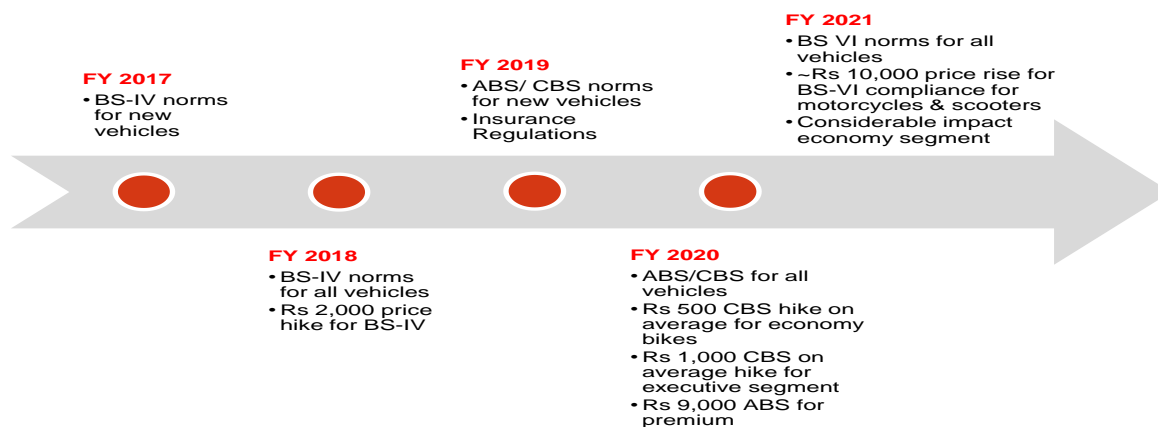 FY 2017
• BS-IV norms
for new
vehicles
FY 2018
• BS-IV norms
for all vehicles
• Rs 2,000 price
hike for BS-IV
FY 2019
• ABS/ CBS norms
for new vehicles
• Insurance
Regulations
FY 2020
• ABS/CBS for all
vehicles
• Rs 500 CBS hike on
average for economy
bikes
• Rs 1,000 CBS on
average hike for
executive segment
• Rs 9,000 ABS for
premium
FY 2021
• BS VI norms for all
vehicles
• ~Rs 10,000 price rise for
BS-VI compliance for
motorcycles & scooters
• Considerable impact
economy segment